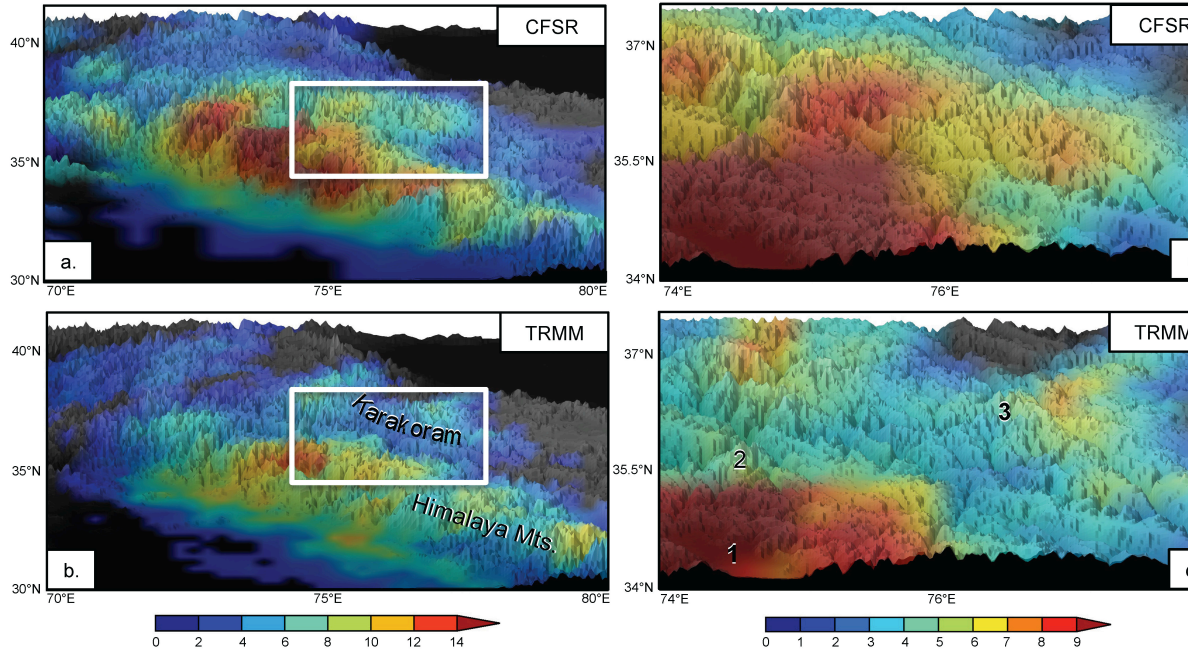 CFSR
40°N
35°N
30°N
a.
70°E
75°E
80°E
CFSR
37°N
35.5°N
34°N
74°E
76°E
TRMM
40°N
35°N
30°N
Karakoram
Himalaya Mts.
b.
70°E
75°E
80°E
TRMM
37°N
35.5°N
34°N
3
2
1
74°E
76°E
0 2 4 6 8 10 12 14
0 1 2 3 4 5 6 7 8 9